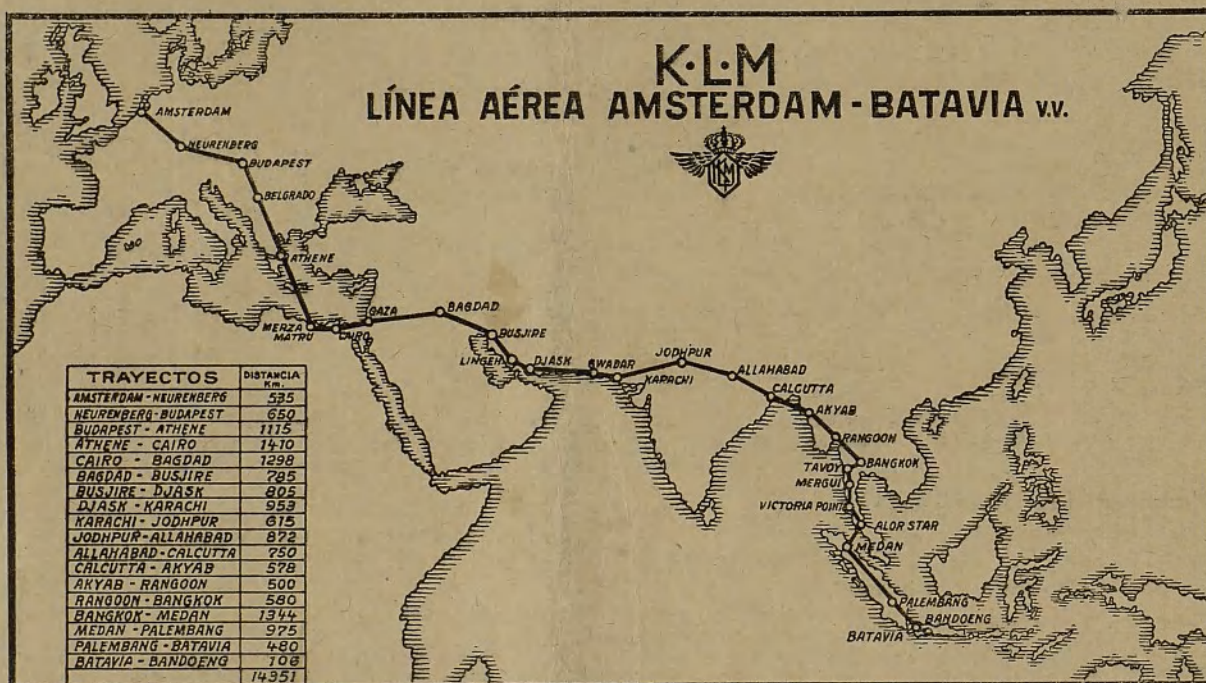 K·L·M
LÍNEA AÉREA AMSTERDAM-BATAVIA v.v.
KLM
AMSTERDAM
NEURENBERG
BUDAPEST
BELGRADO
ATHENE
MERZA MATRU
CAIRO
GAZA
BAGDAD
BUSJIRE
LINGEH
DJASK
GWADAR
KARACHI
JODHPUR
ALLAHABAD
CALCUTTA
AKYAB
RANGOON
BANGKOK
TAVOY
MERGUI
VICTORIA POINT
ALOR STAR
MEDAN
PALEMBANG
BANDOENG
BATAVIA
TRAYECTOS DISTANCIA Km.
AMSTERDAM-NEURENBERG 535
NEURENBERG-BUDAPEST 650
BUDAPEST - ATHENE 1115
ATHENE - CAIRO 1410
CAIRO - BAGDAD 1298
BAGDAD - BUSJIRE 785
BUSJIRE - DJASK 805
DJASK - KARACHI 953
KARACHI - JODHPUR 615
JODHPUR-ALLAHABAD 872
ALLAHABAD-CALCUTTA 750
CALCUTTA - AKYAB 578
AKYAB - RANGOON 500
RANGOON - BANGKOK 580
BANGKOK - MEDAN 1344
MEDAN - PALEMBANG 975
PALEMBANG - BATAVIA 480
BATAVIA - BANDOENG 106
14351